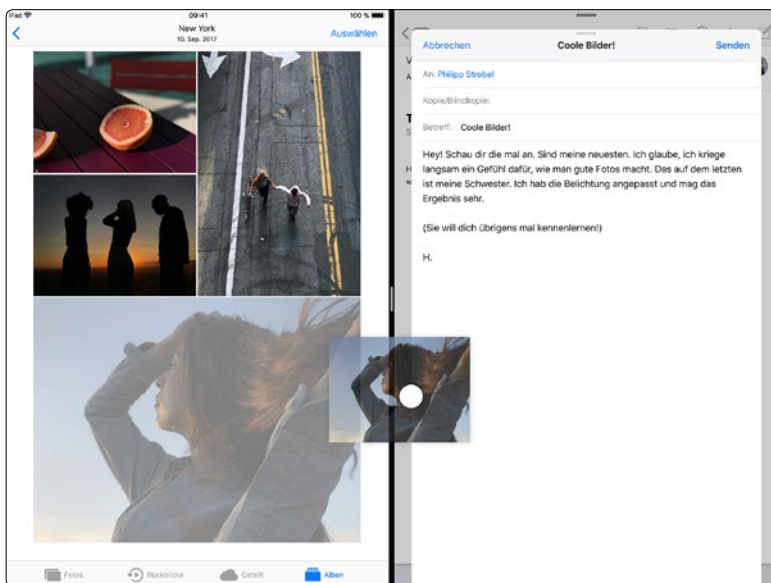 iPad
09:41
100 %
New York
10. Sep. 2017
Auswählen
Fotos
Rückblicke
Geteilt
Alben
Abbrechen
Coole Bilder!
Senden
An: Philipp Strobel
Kopie/Blindkopie:
Betreff: Coole Bilder!
Hey! Schau dir die mal an. Sind meine neuesten. Ich glaube, ich kriege
langsam ein Gefühl dafür, wie man gute Fotos macht. Das auf dem letzten
ist meine Schwester. Ich hab die Belichtung angepasst und mag das
Ergebnis sehr.
(Sie will dich übrigens mal kennenlernen!)
H.